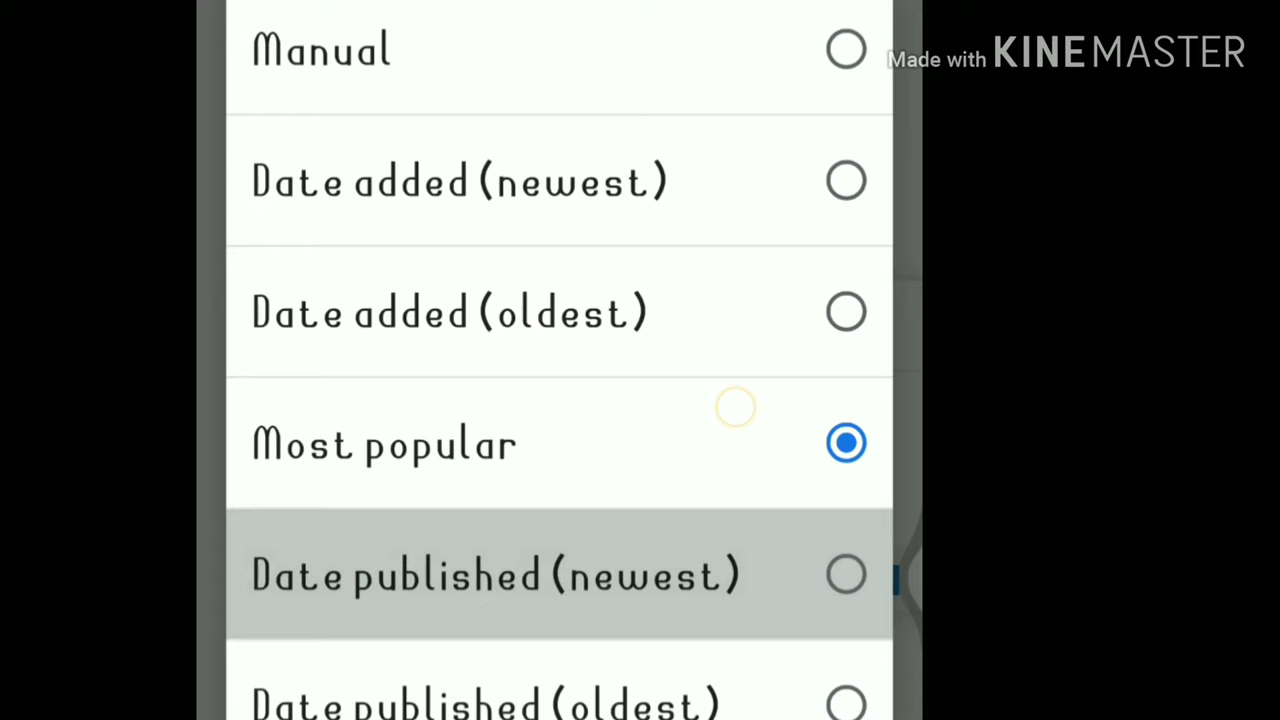 Manual
Made with KINEMASTER
Date added (newest)
Date added (oldest)
Most popular
Date published (newest)
Date published (oldest)